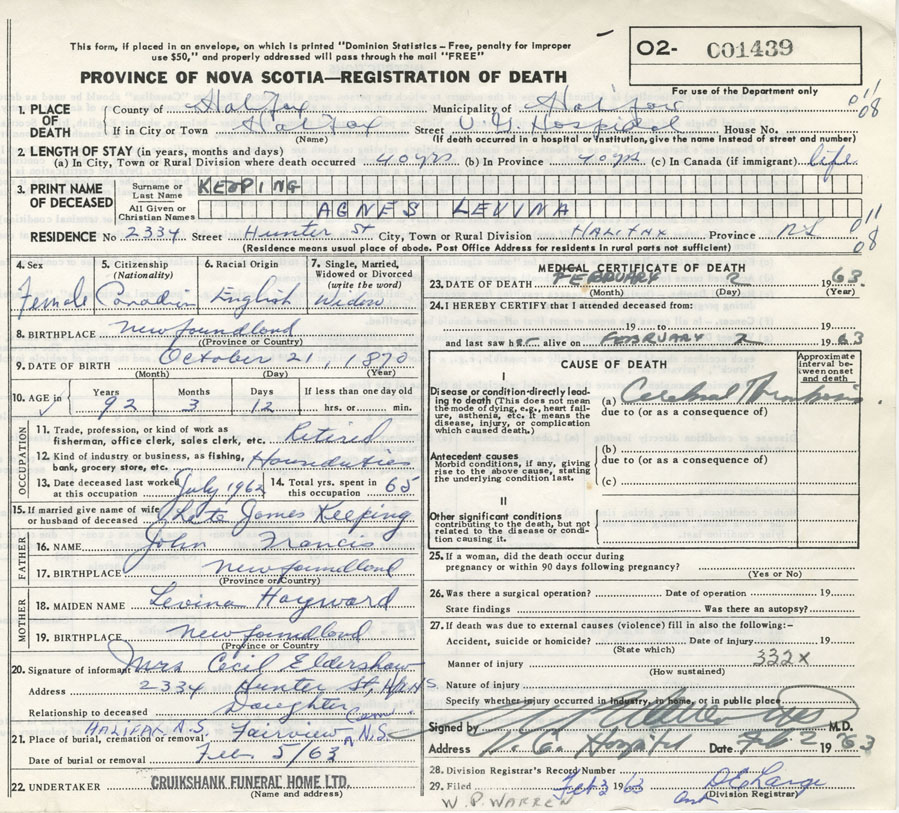 This form, if placed in an envelope, on which is printed "Dominion Statistics – Free, penalty for improper
use $50," and properly addressed will pass through the mail "FREE"
O2- C01439
PROVINCE OF NOVA SCOTIA—REGISTRATION OF DEATH
For use of the Department only
1. PLACE OF DEATH County of Halifax Municipality of Halifax 011 08
If in City or Town Halifax Street V. G. Hospital House No.
(Name) (If death occurred in a hospital or institution, give the name instead of street and number)
2. LENGTH OF STAY (in years, months and days)
(a) In City, Town or Rural Division where death occurred 40 yrs (b) In Province 40 yrs (c) In Canada (if immigrant) life
3. PRINT NAME OF DECEASED Surname or Last Name KEEPING
All Given or Christian Names AGNES LEVINA
RESIDENCE No 2334 Street Hunter St City, Town or Rural Division HALIFAX Province NS 011 08
(Residence means usual place of abode. Post Office Address for residents in rural parts not sufficient)
4. Sex Female
5. Citizenship (Nationality) Canadian
6. Racial Origin English
7. Single, Married, Widowed or Divorced (write the word) Widow
8. BIRTHPLACE Newfoundland
(Province or Country)
9. DATE OF BIRTH October 21, 1870
(Month) (Day) (Year)
10. AGE in Years 92 Months 3 Days 12 If less than one day old hrs. or min.
OCCUPATION
11. Trade, profession, or kind of work as
fisherman, office clerk, sales clerk, etc. Retired
12. Kind of industry or business, as fishing,
bank, grocery store, etc. Houseduties
13. Date deceased last worked at this occupation July 1962 14. Total yrs. spent in this occupation 65
15. If married give name of wife or husband of deceased Late James Keeping
FATHER
16. NAME John Francis
17. BIRTHPLACE Newfoundland
(Province or Country)
MOTHER
18. MAIDEN NAME Levina Hayward
19. BIRTHPLACE Newfoundland
(Province or Country)
20. Signature of informant Mrs Cecil Eldershaw
Address 2334 Hunter St, Hfx N.S.
Relationship to deceased Daughter
21. Place of burial, cremation or removal HALIFAX N.S. Fairview Cem. N.S.
Date of burial or removal Feb 5/63
22. UNDERTAKER CRUIKSHANK FUNERAL HOME LTD.
(Name and address)
MEDICAL CERTIFICATE OF DEATH
23. DATE OF DEATH FEBRUARY 2 1963
(Month) (Day) (Year)
24. I HEREBY CERTIFY that I attended deceased from:
19 to 19
and last saw her alive on FEBRUARY 2 1963
CAUSE OF DEATH
Approximate interval between onset and death
I
Disease or condition directly leading to death (This does not mean the mode of dying, e.g., heart failure, asthenia, etc. It means the disease, injury, or complication which caused death.)
(a) Cerebral Thrombosis
due to (or as a consequence of)
Antecedent causes
Morbid conditions, if any, giving rise to the above cause, stating the underlying condition last.
(b)
due to (or as a consequence of)
(c)
II
Other significant conditions contributing to the death, but not related to the disease or condition causing it.
25. If a woman, did the death occur during
pregnancy or within 90 days following pregnancy?
(Yes or No)
26. Was there a surgical operation? Date of operation 19
State findings Was there an autopsy?
27. If death was due to external causes (violence) fill in also the following:–
Accident, suicide or homicide? Date of injury 19
(State which)
Manner of injury 332X
(How sustained)
Nature of injury
Specify whether injury occurred in industry, in home, or in public place
Signed by M.D.
Address V. G. Hospital Date Feb 2 1963
28. Division Registrar's Record Number
29. Filed Feb 3 1963
(Division Registrar)
W. P. WARREN